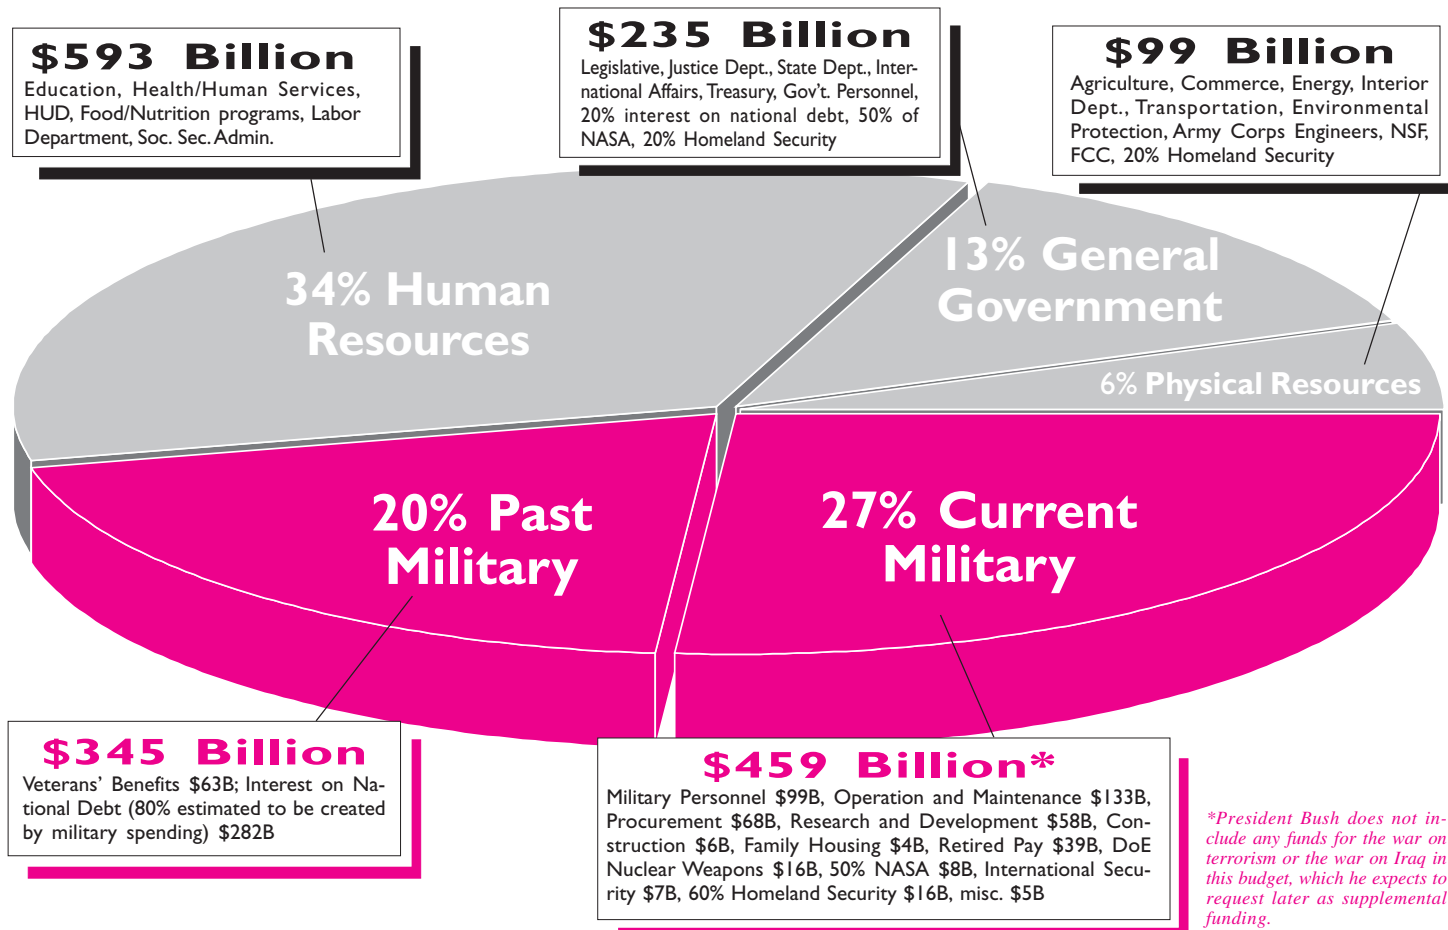 $593 Billion
Education, Health/Human Services,
HUD, Food/Nutrition programs, Labor
Department, Soc. Sec. Admin.
$235 Billion
Legislative, Justice Dept., State Dept., Inter-
national Affairs, Treasury, Gov't. Personnel,
20% interest on national debt, 50% of
NASA, 20% Homeland Security
$99 Billion
Agriculture, Commerce, Energy, Interior
Dept., Transportation, Environmental
Protection, Army Corps Engineers, NSF,
FCC, 20% Homeland Security
34% Human
Resources
13% General
Government
6% Physical Resources
20% Past
Military
27% Current
Military
$345 Billion
Veterans' Benefits $63B; Interest on Na-
tional Debt (80% estimated to be created
by military spending) $282B
$459 Billion*
Military Personnel $99B, Operation and Maintenance $133B,
Procurement $68B, Research and Development $58B, Con-
struction $6B, Family Housing $4B, Retired Pay $39B, DoE
Nuclear Weapons $16B, 50% NASA $8B, International Secu-
rity $7B, 60% Homeland Security $16B, misc. $5B
*President Bush does not in-
clude any funds for the war on
terrorism or the war on Iraq in
this budget, which he expects to
request later as supplemental
funding.